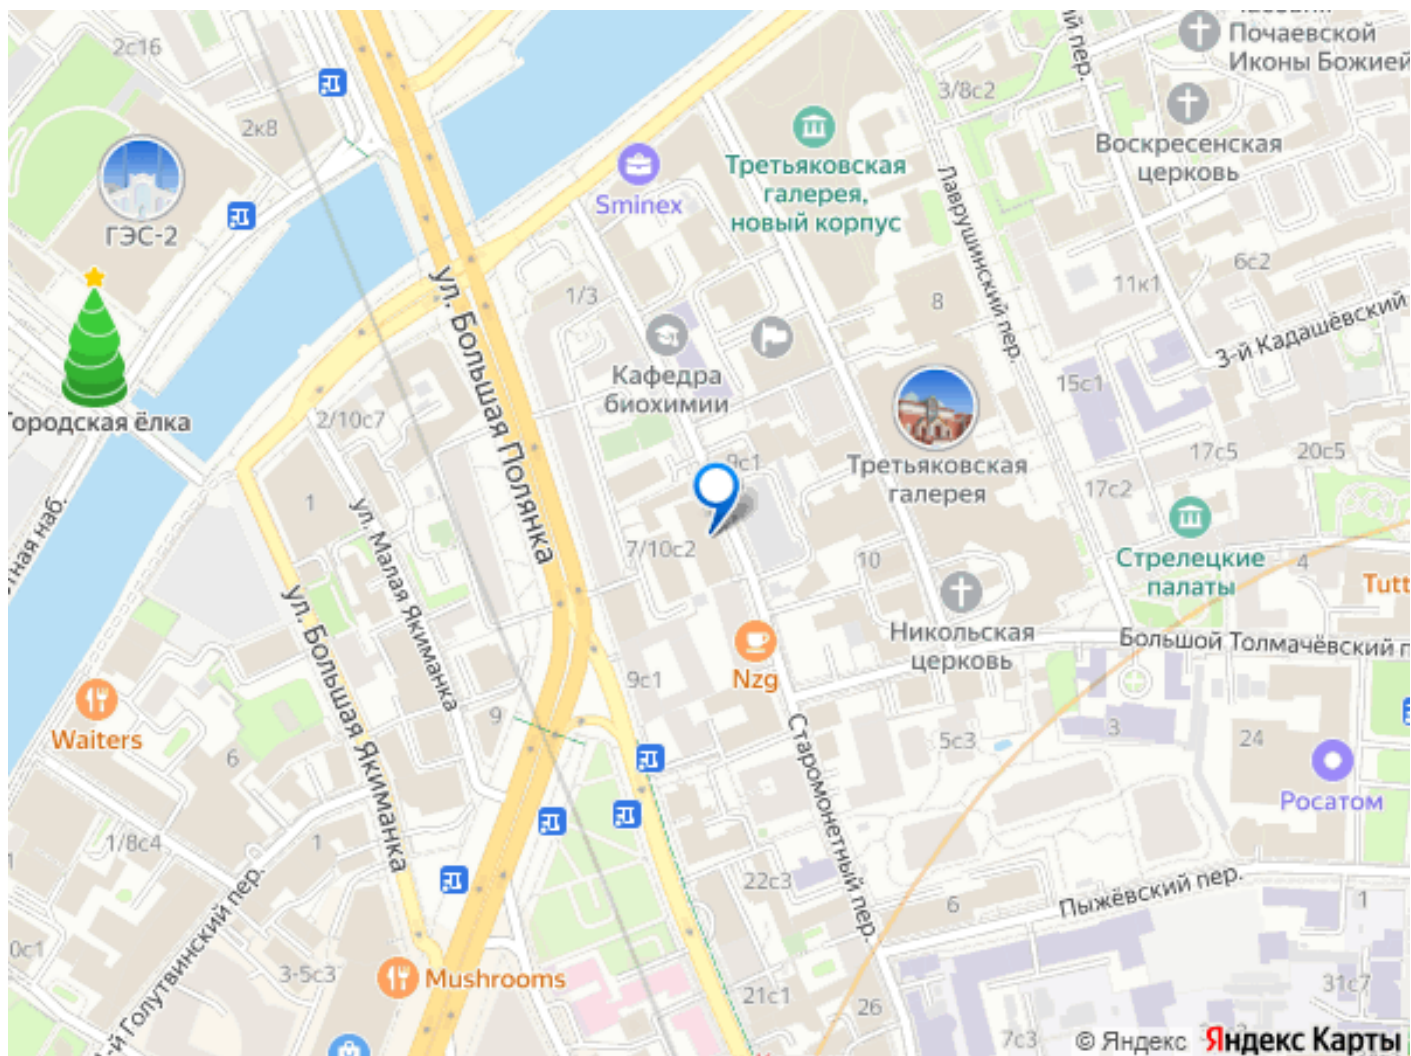 Почаевской
Иконы Божией
2с16
3/8с2
2к8
Воскресенская
церковь
Третьяковская
галерея,
новый корпус
Sminex
Лаврушинский пер.
ГЭС-2
6с2
11к1
1/3
8
ул. Большая Полянка
3-й Кадашёвский
Кафедра
биохимии
15с1
Городская ёлка
2/10с7
9с1
17с5
20с5
Третьяковская
галерея
17с2
1
ул. Малая Якиманка
7/10с2
10
Стрелецкие
палаты
4
Tutt
ул. Большая Якиманка
Никольская
церковь
Большой Толмачёвский п
Nzg
9с1
9
Waiters
6
Старомонетный пер.
5с3
3
24
Росатом
1/8с4
1
22с3
6
Пыжёвский пер.
1
0с1
3-5с3
-й Голутвинский пер.
Mushrooms
21с1
26
31с7
7с3
© Яндекс
Яндекс Карты